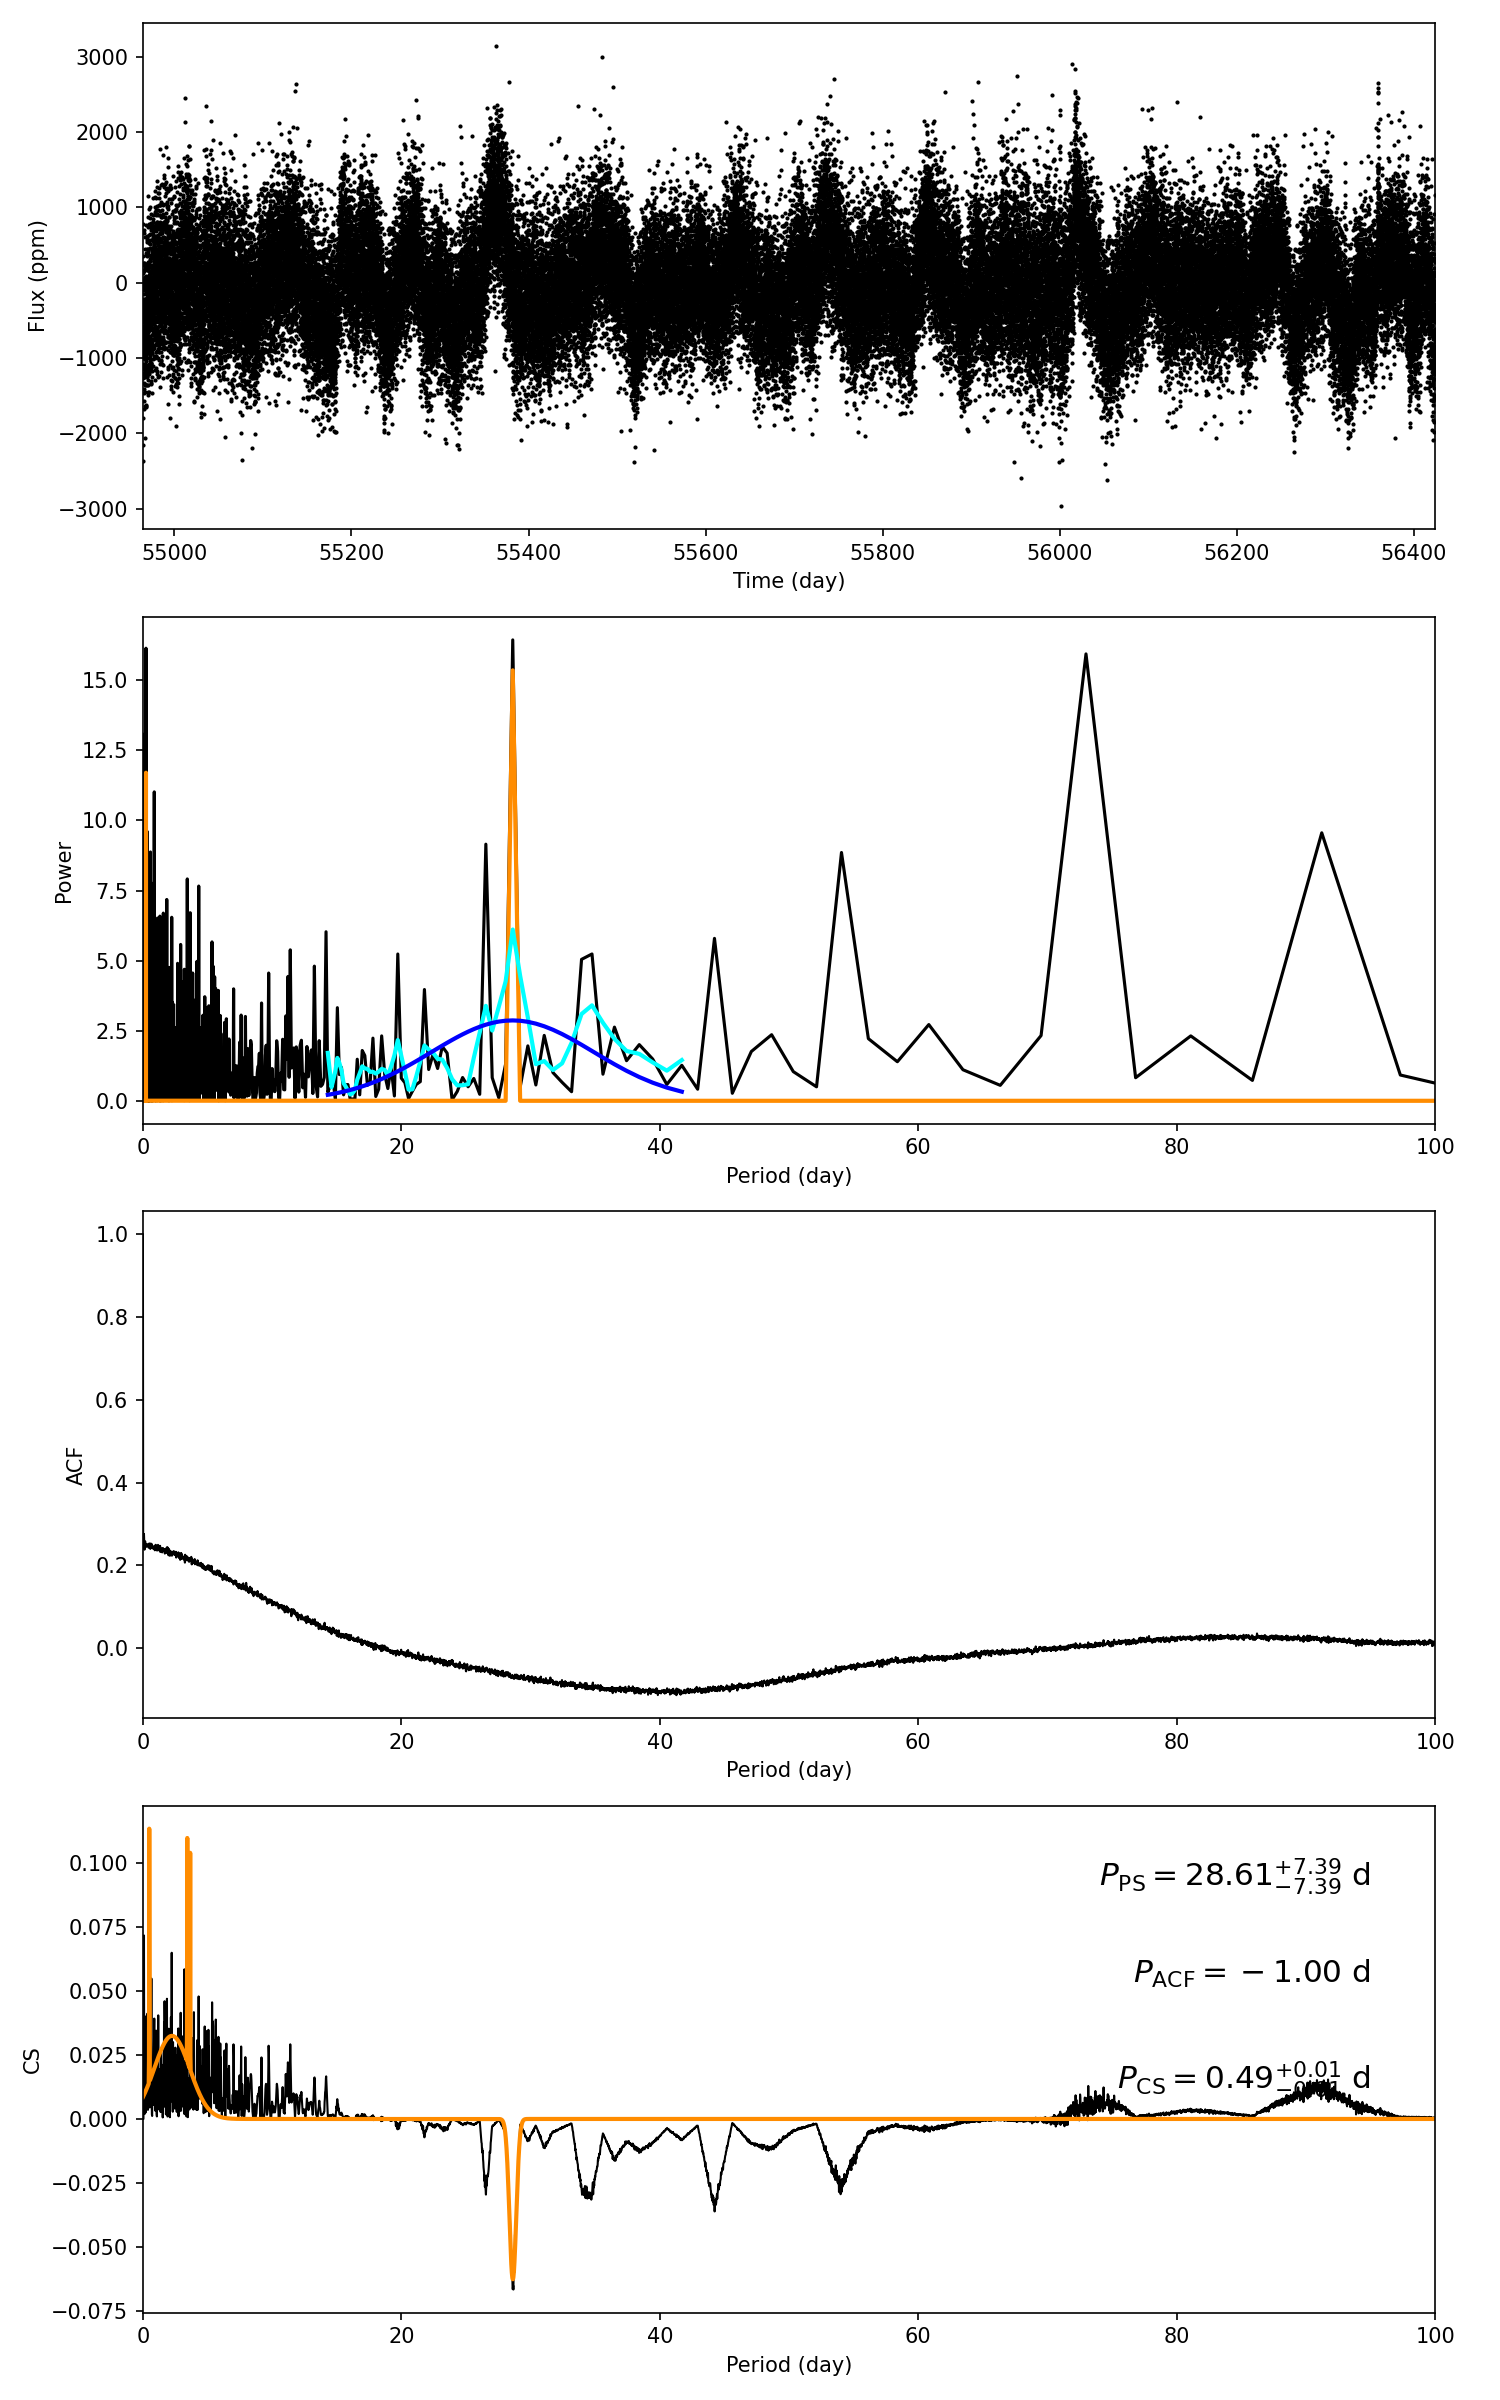 3000
2000
1000
0
−1000
−2000
−3000
Flux (ppm)
55000 55200 55400 55600 55800 56000 56200 56400
Time (day)
15.0
12.5
10.0
7.5
5.0
2.5
0.0
Power
0 20 40 60 80 100
Period (day)
1.0
0.8
0.6
0.4
0.2
0.0
ACF
0 20 40 60 80 100
Period (day)
0.100
0.075
0.050
0.025
0.000
−0.025
−0.050
−0.075
CS
P_PS = 28.61^{+7.39}_{−7.39} d
P_ACF = −1.00 d
P_CS = 0.49^{+0.01} d
0 20 40 60 80 100
Period (day)